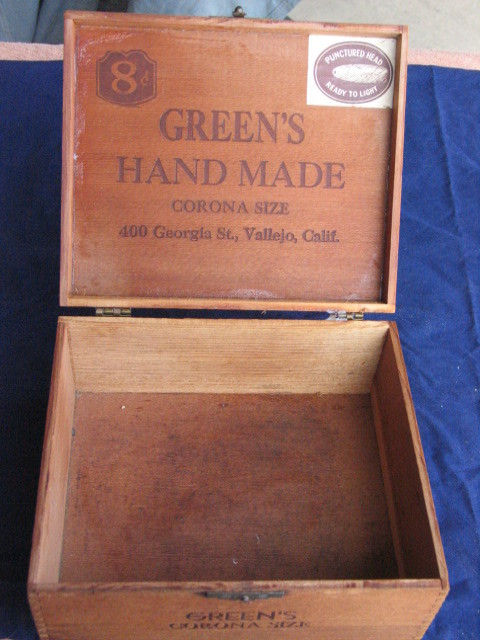 8¢
PUNCTURED HEAD
READY TO LIGHT
GREEN'S
HAND MADE
CORONA SIZE
400 Georgia St., Vallejo, Calif.
GREEN'S
CORONA SIZE